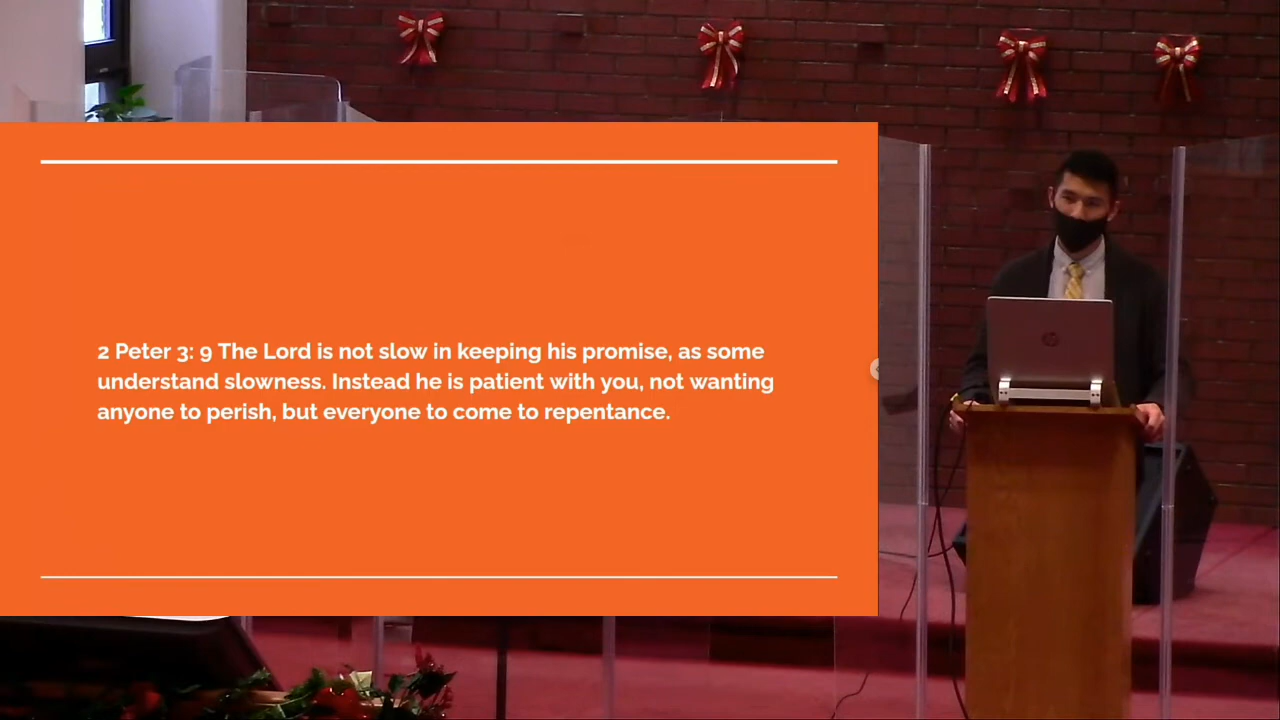 2 Peter 3: 9 The Lord is not slow in keeping his promise, as some
understand slowness. Instead he is patient with you, not wanting
anyone to perish, but everyone to come to repentance.